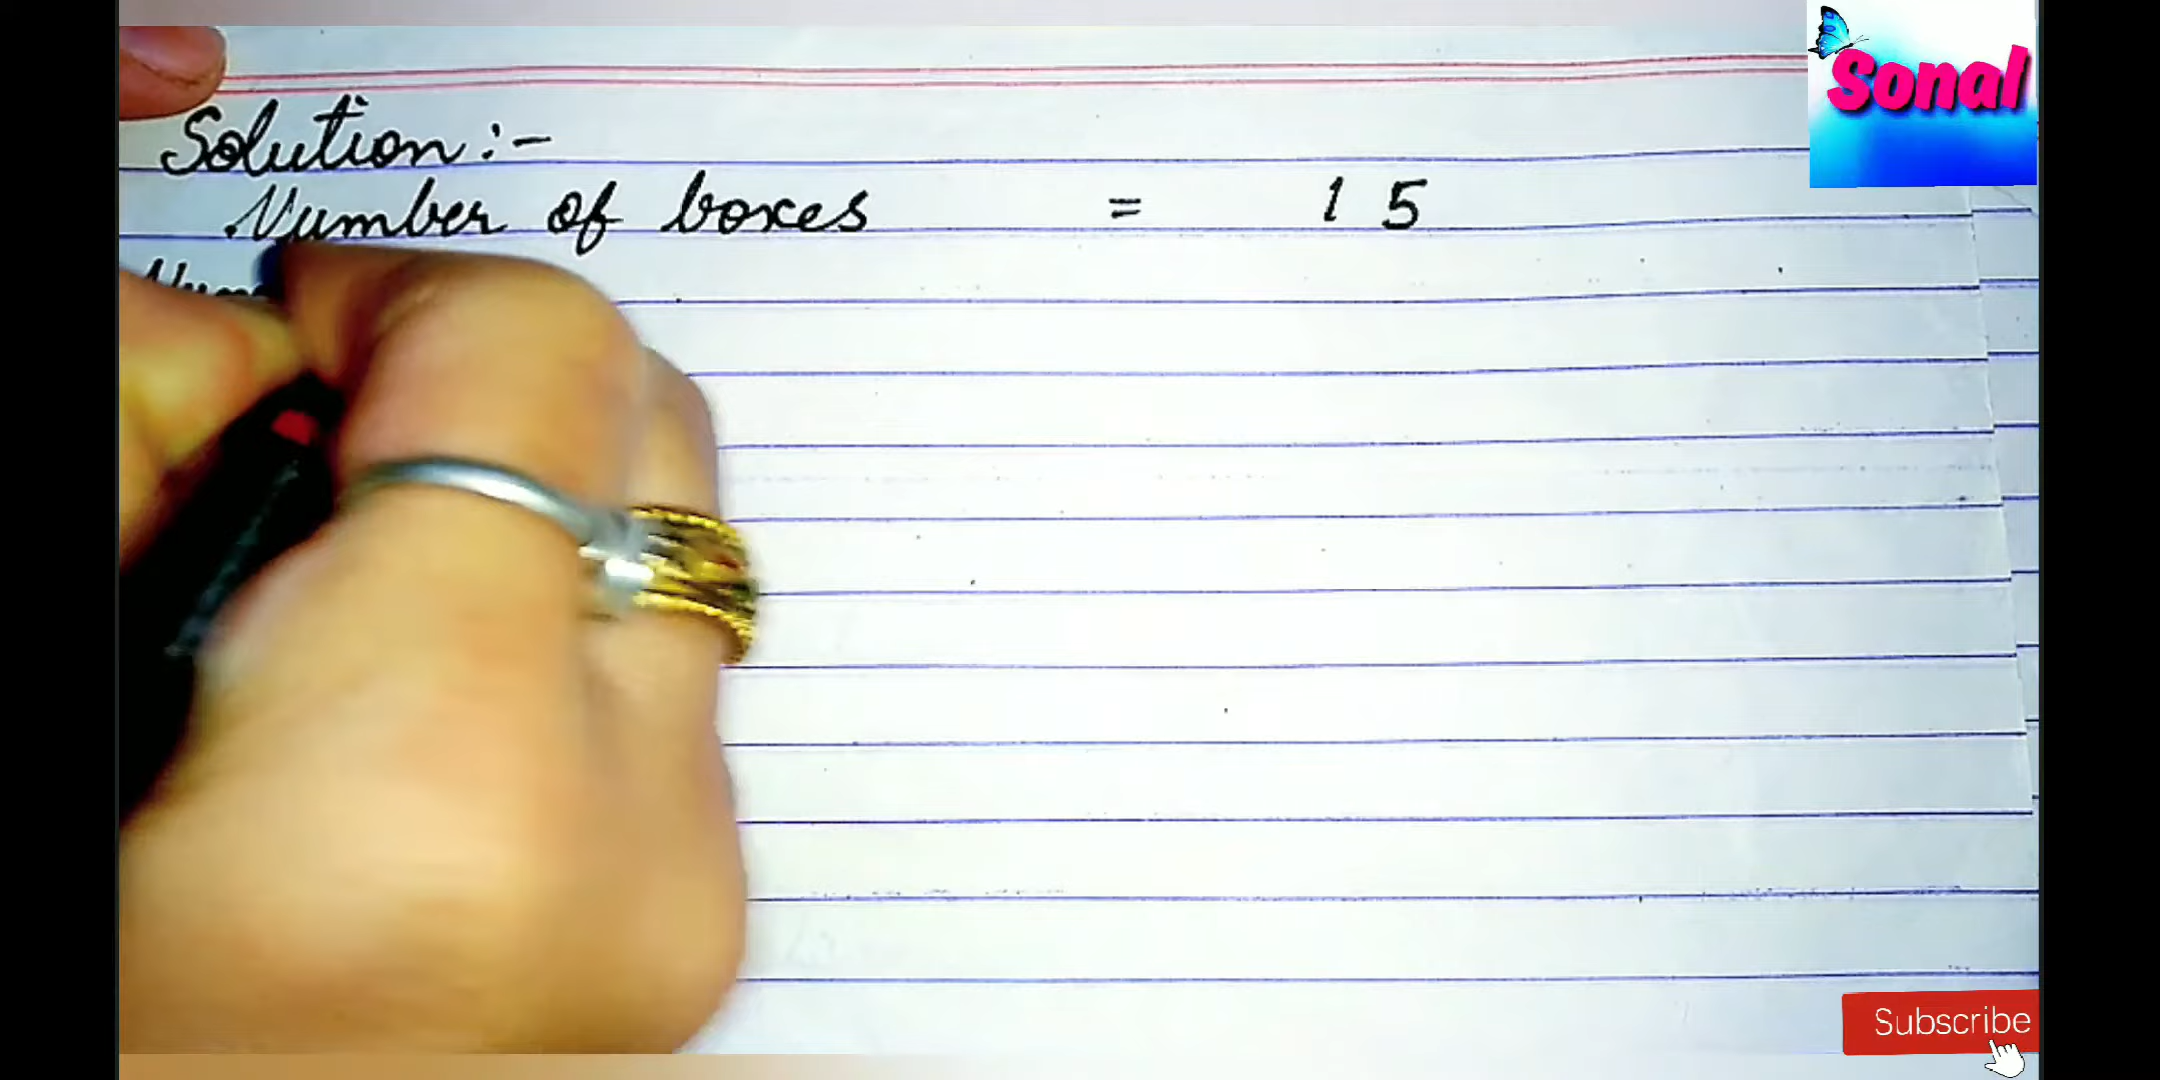 Sonal
Solution:-
Number of boxes = 15
Subscribe